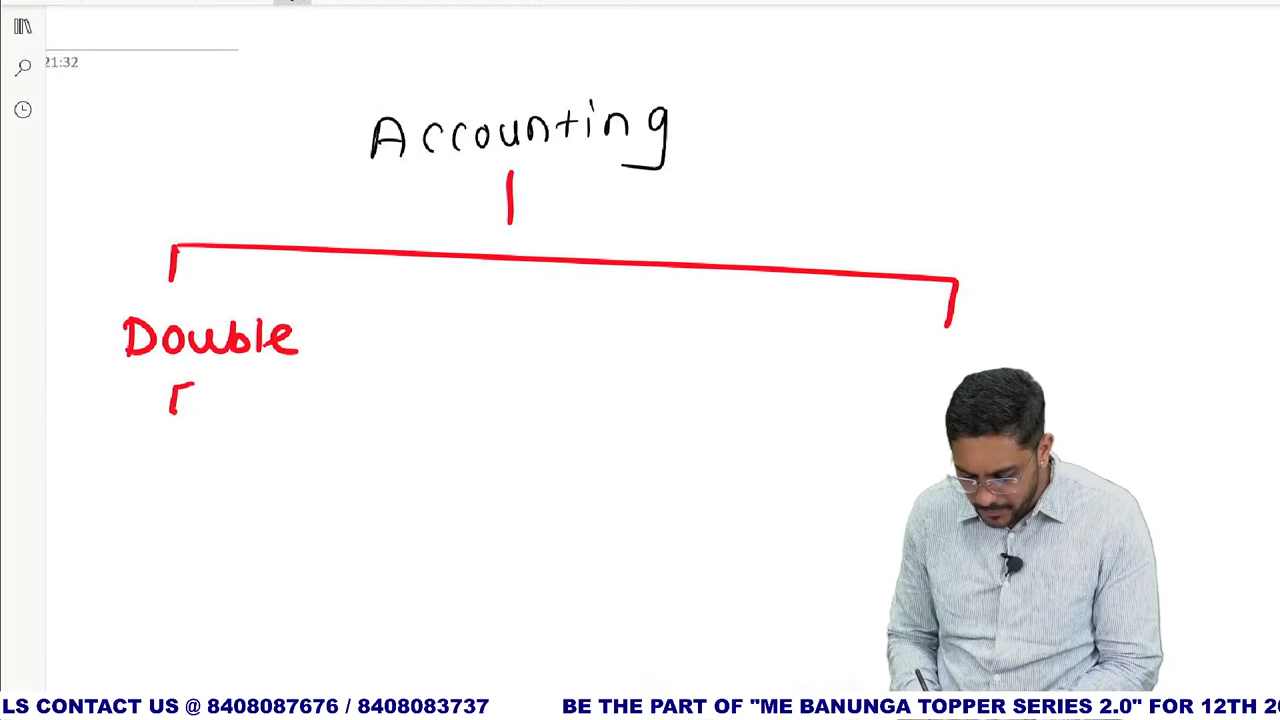 21:32
Accounting
Double
LS CONTACT US @ 8408087676 / 8408083737 BE THE PART OF "ME BANUNGA TOPPER SERIES 2.0" FOR 12TH 20